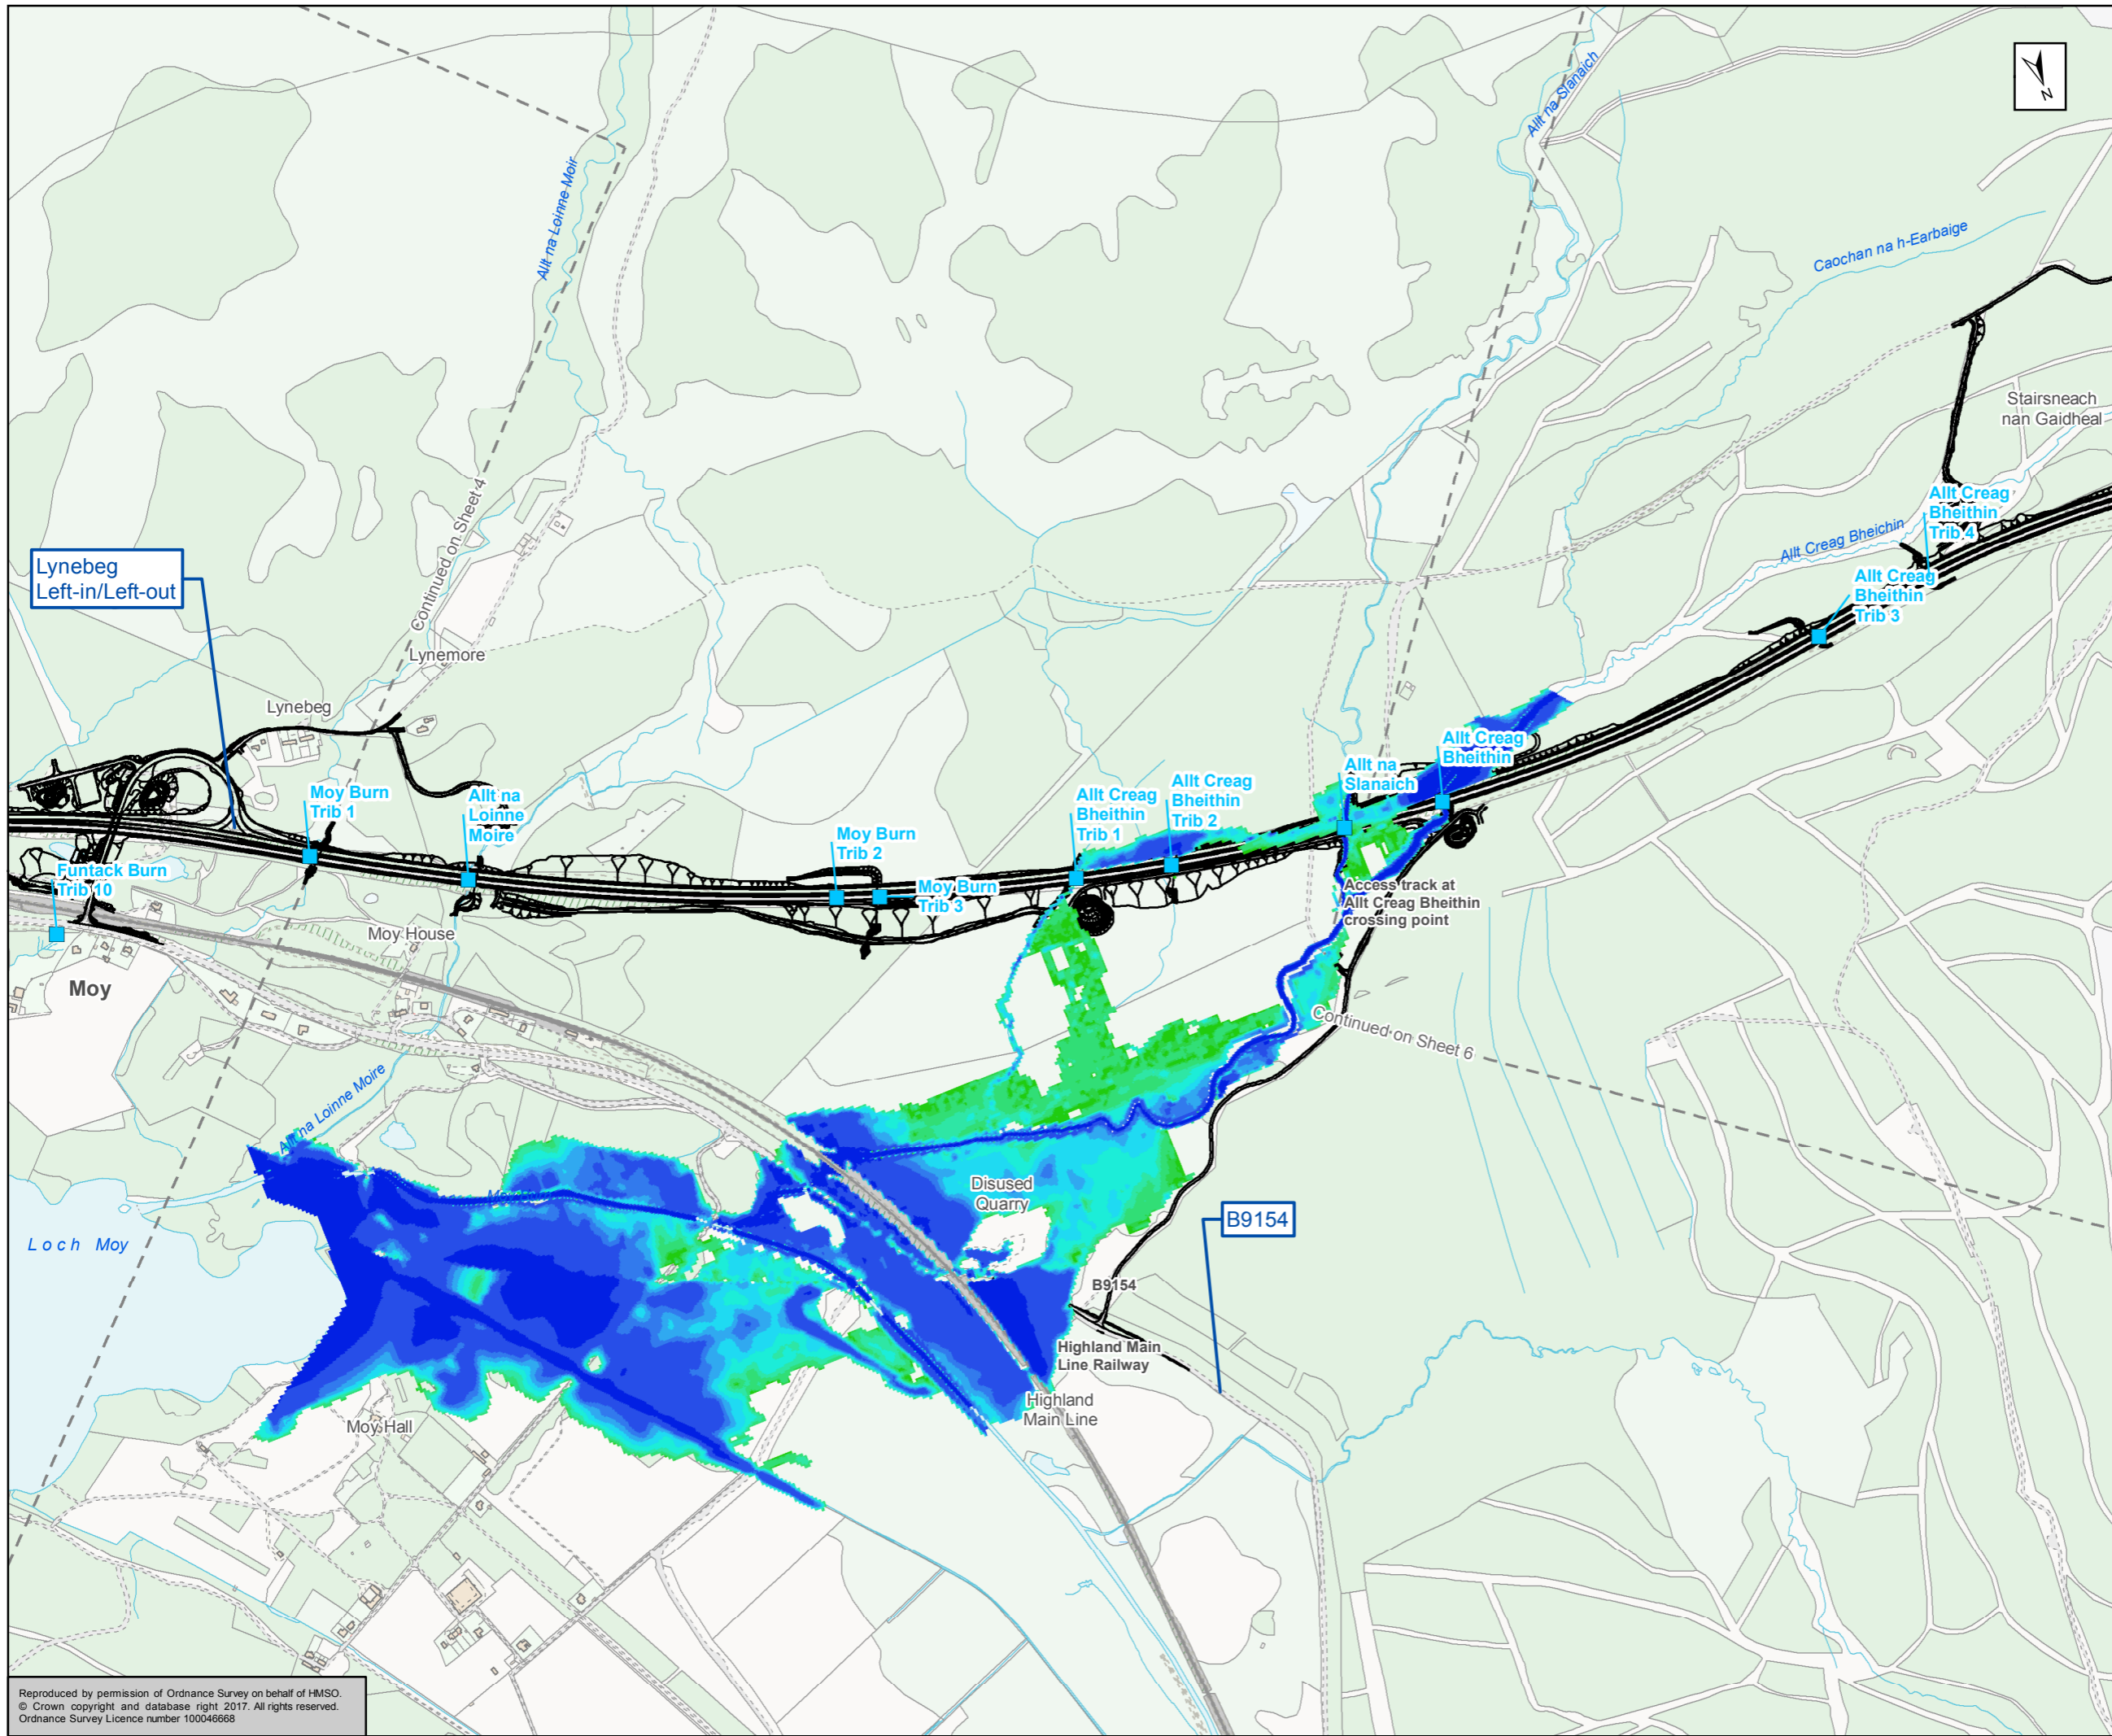 N
Allt na Slanaich
Allt na Loinne Moir
Caochan na h-Earbaige
Stairsneach
nan Gaidheal
Continued on Sheet 4
Allt Creag
Bheithin
Trib 4
Allt Creag Bheichin
Lynebeg
Left-in/Left-out
Allt Creag
Bheithin
Trib 3
Lynemore
Lynebeg
Allt Creag
Bheithin
Allt na
Slanaich
Moy Burn
Trib 1
Allt na
Loinne
Moire
Allt Creag
Bheithin
Trib 1
Allt Creag
Bheithin
Trib 2
Moy Burn
Trib 2
Moy Burn
Trib 3
Funtack Burn
Trib 10
Access track at
Allt Creag Bheithin
crossing point
Moy House
Moy
Continued on Sheet 6
Allt na Loinne Moire
Disused
Quarry
B9154
Loch Moy
B9154
Highland Main
Line Railway
Highland
Main Line
Moy Hall
Reproduced by permission of Ordnance Survey on behalf of HMSO.
© Crown copyright and database right 2017. All rights reserved.
Ordnance Survey Licence number 100046668